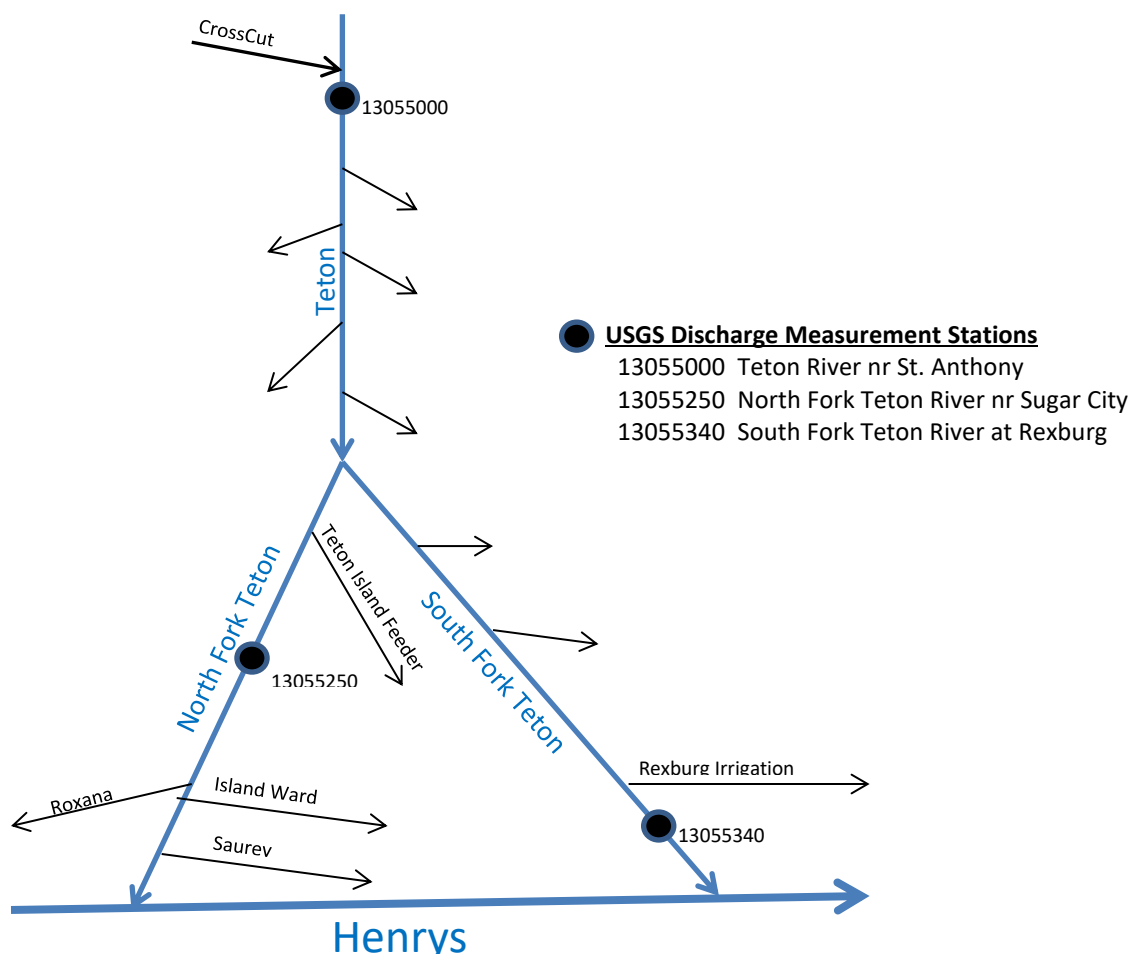 CrossCut
13055000
Teton
USGS Discharge Measurement Stations
13055000 Teton River nr St. Anthony
13055250 North Fork Teton River nr Sugar City
13055340 South Fork Teton River at Rexburg
Teton Island Feeder
North Fork Teton
South Fork Teton
13055250
Rexburg Irrigation
Roxana
Island Ward
13055340
Saurev
Henrys